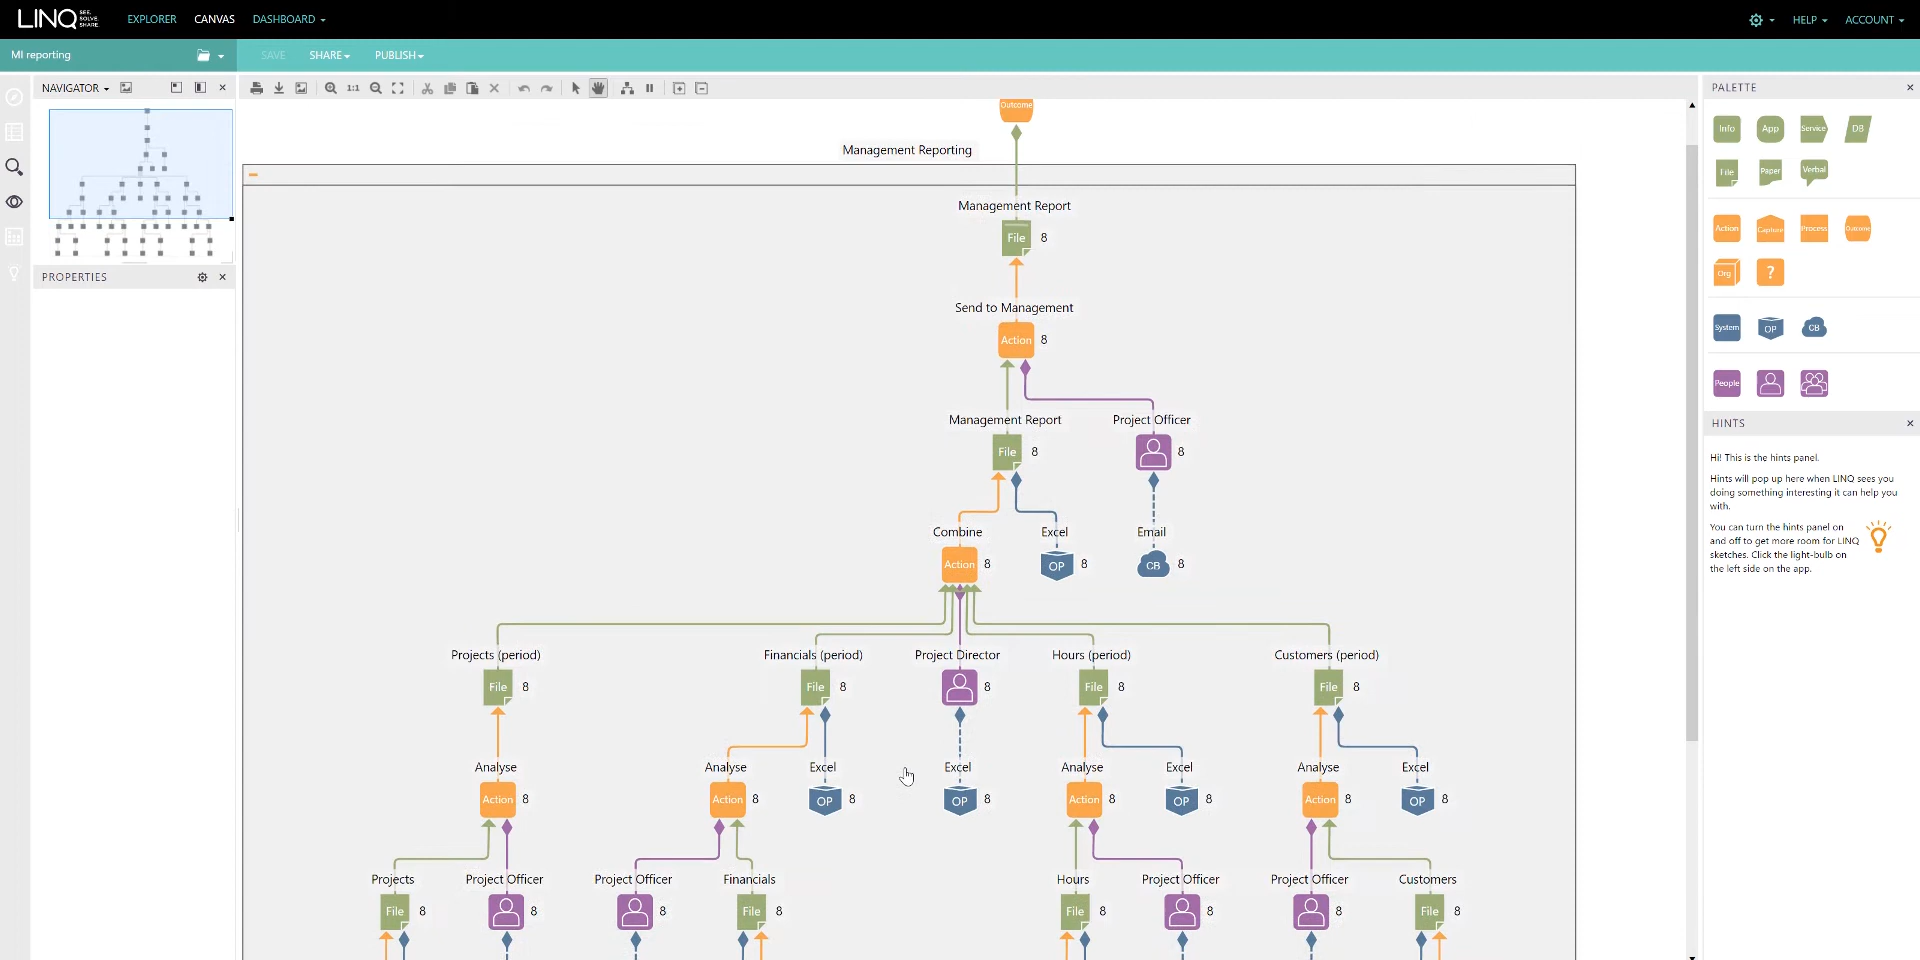 LINQ SEE. SOLVE. SHARE. EXPLORER CANVAS DASHBOARD HELP ACCOUNT
MI reporting SAVE SHARE PUBLISH
NAVIGATOR 1:1 PALETTE
Outcome
Info App Service DB
Management Reporting
File Paper Verbal
Management Report
File 8
Action Capture Process Outcome
Org ?
PROPERTIES
Send to Management
System OP CB
Action 8
People
Management Report Project Officer
HINTS
File 8 8
Hi! This is the hints panel.
Hints will pop up here when LINQ sees you
doing something interesting it can help you
with.
You can turn the hints panel on
and off to get more room for LINQ
sketches. Click the light-bulb on
the left side on the app.
Combine Excel Email
Action 8 OP 8 CB 8
Projects (period) Financials (period) Project Director Hours (period) Customers (period)
File 8 File 8 8 File 8 File 8
Analyse Analyse Excel Excel Analyse Excel Analyse Excel
Action 8 Action 8 OP 8 OP 8 Action 8 OP 8 Action 8 OP 8
Projects Project Officer Project Officer Financials Hours Project Officer Project Officer Customers
File 8 8 8 File 8 File 8 8 8 File 8